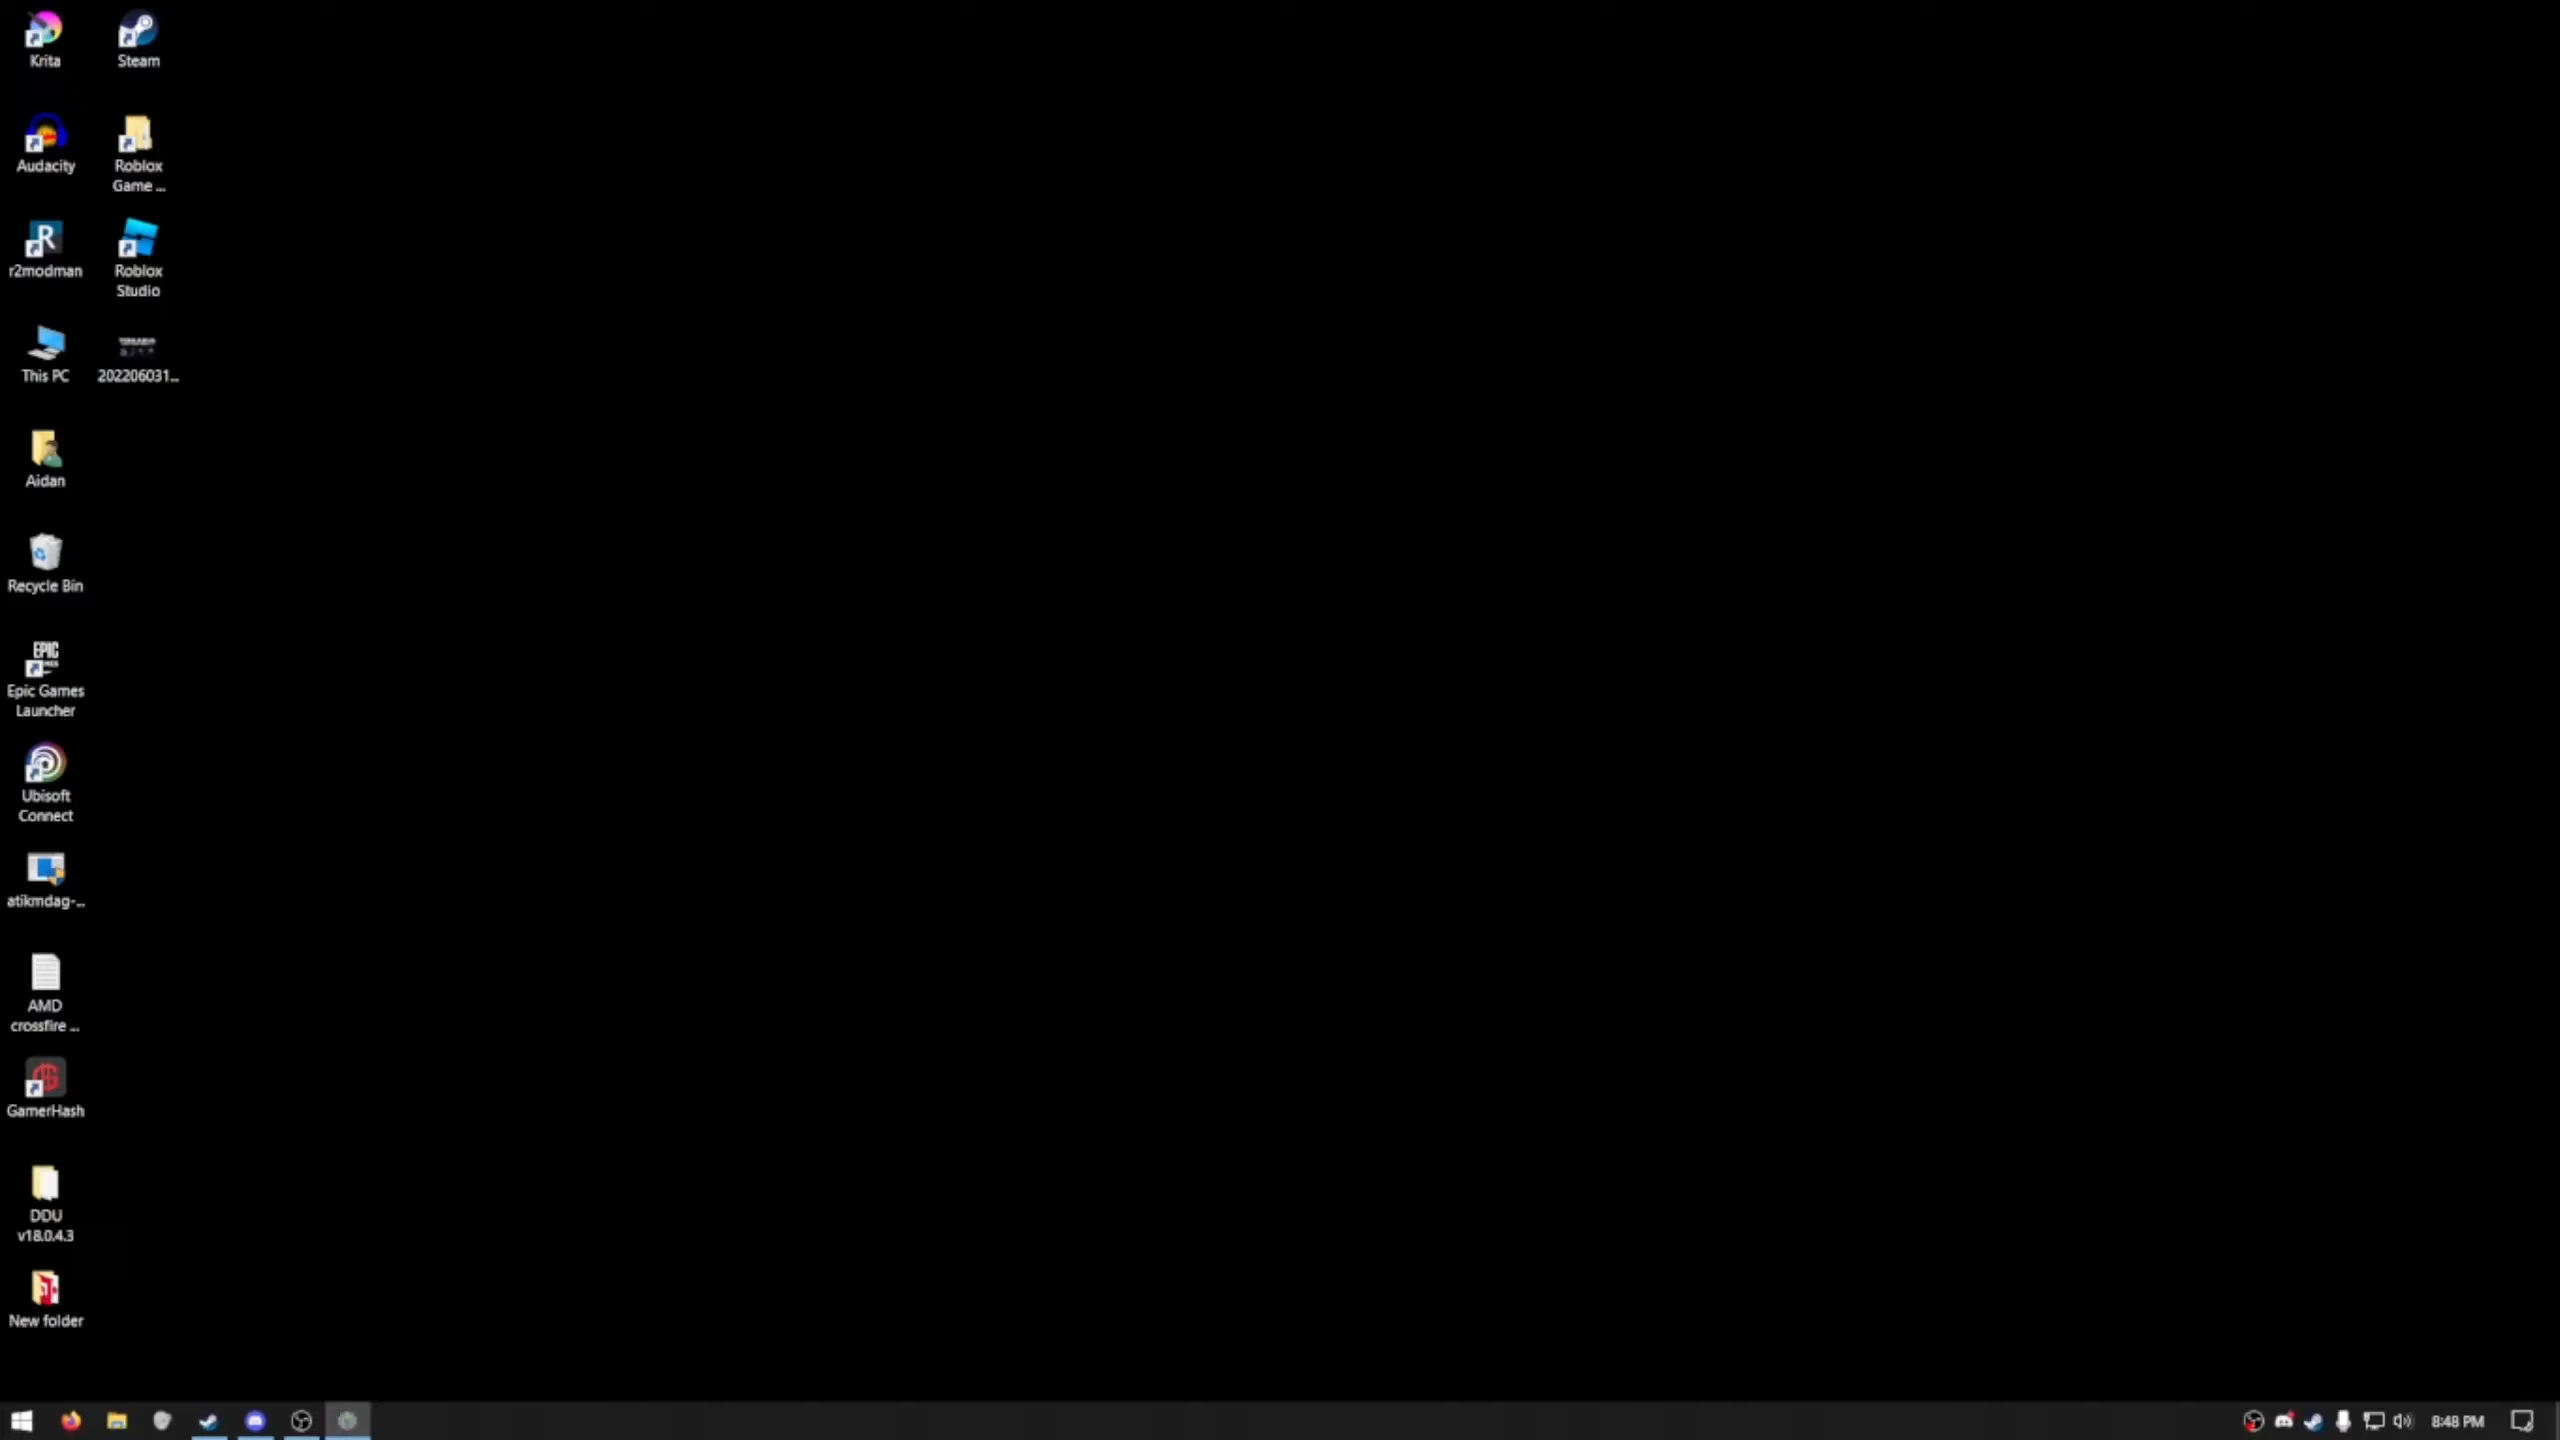 Krita
Steam
Audacity
Roblox
Game ...
R
r2modman
Roblox
Studio
This PC
202206031...
Aidan
Recycle Bin
EPIC
Epic Games
Launcher
Ubisoft
Connect
atikmdag-...
AMD
crossfire ...
GamerHash
DDU
v18.0.4.3
New folder
8:48 PM